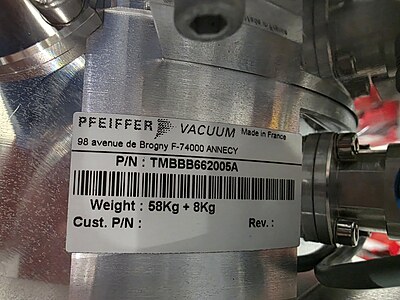 PFEIFFER VACUUM Made in France
98 avenue de Brogny F-74000 ANNECY
P/N : TMBBB662005A
Weight : 58Kg + 8Kg
Cust. P/N : Rev. :